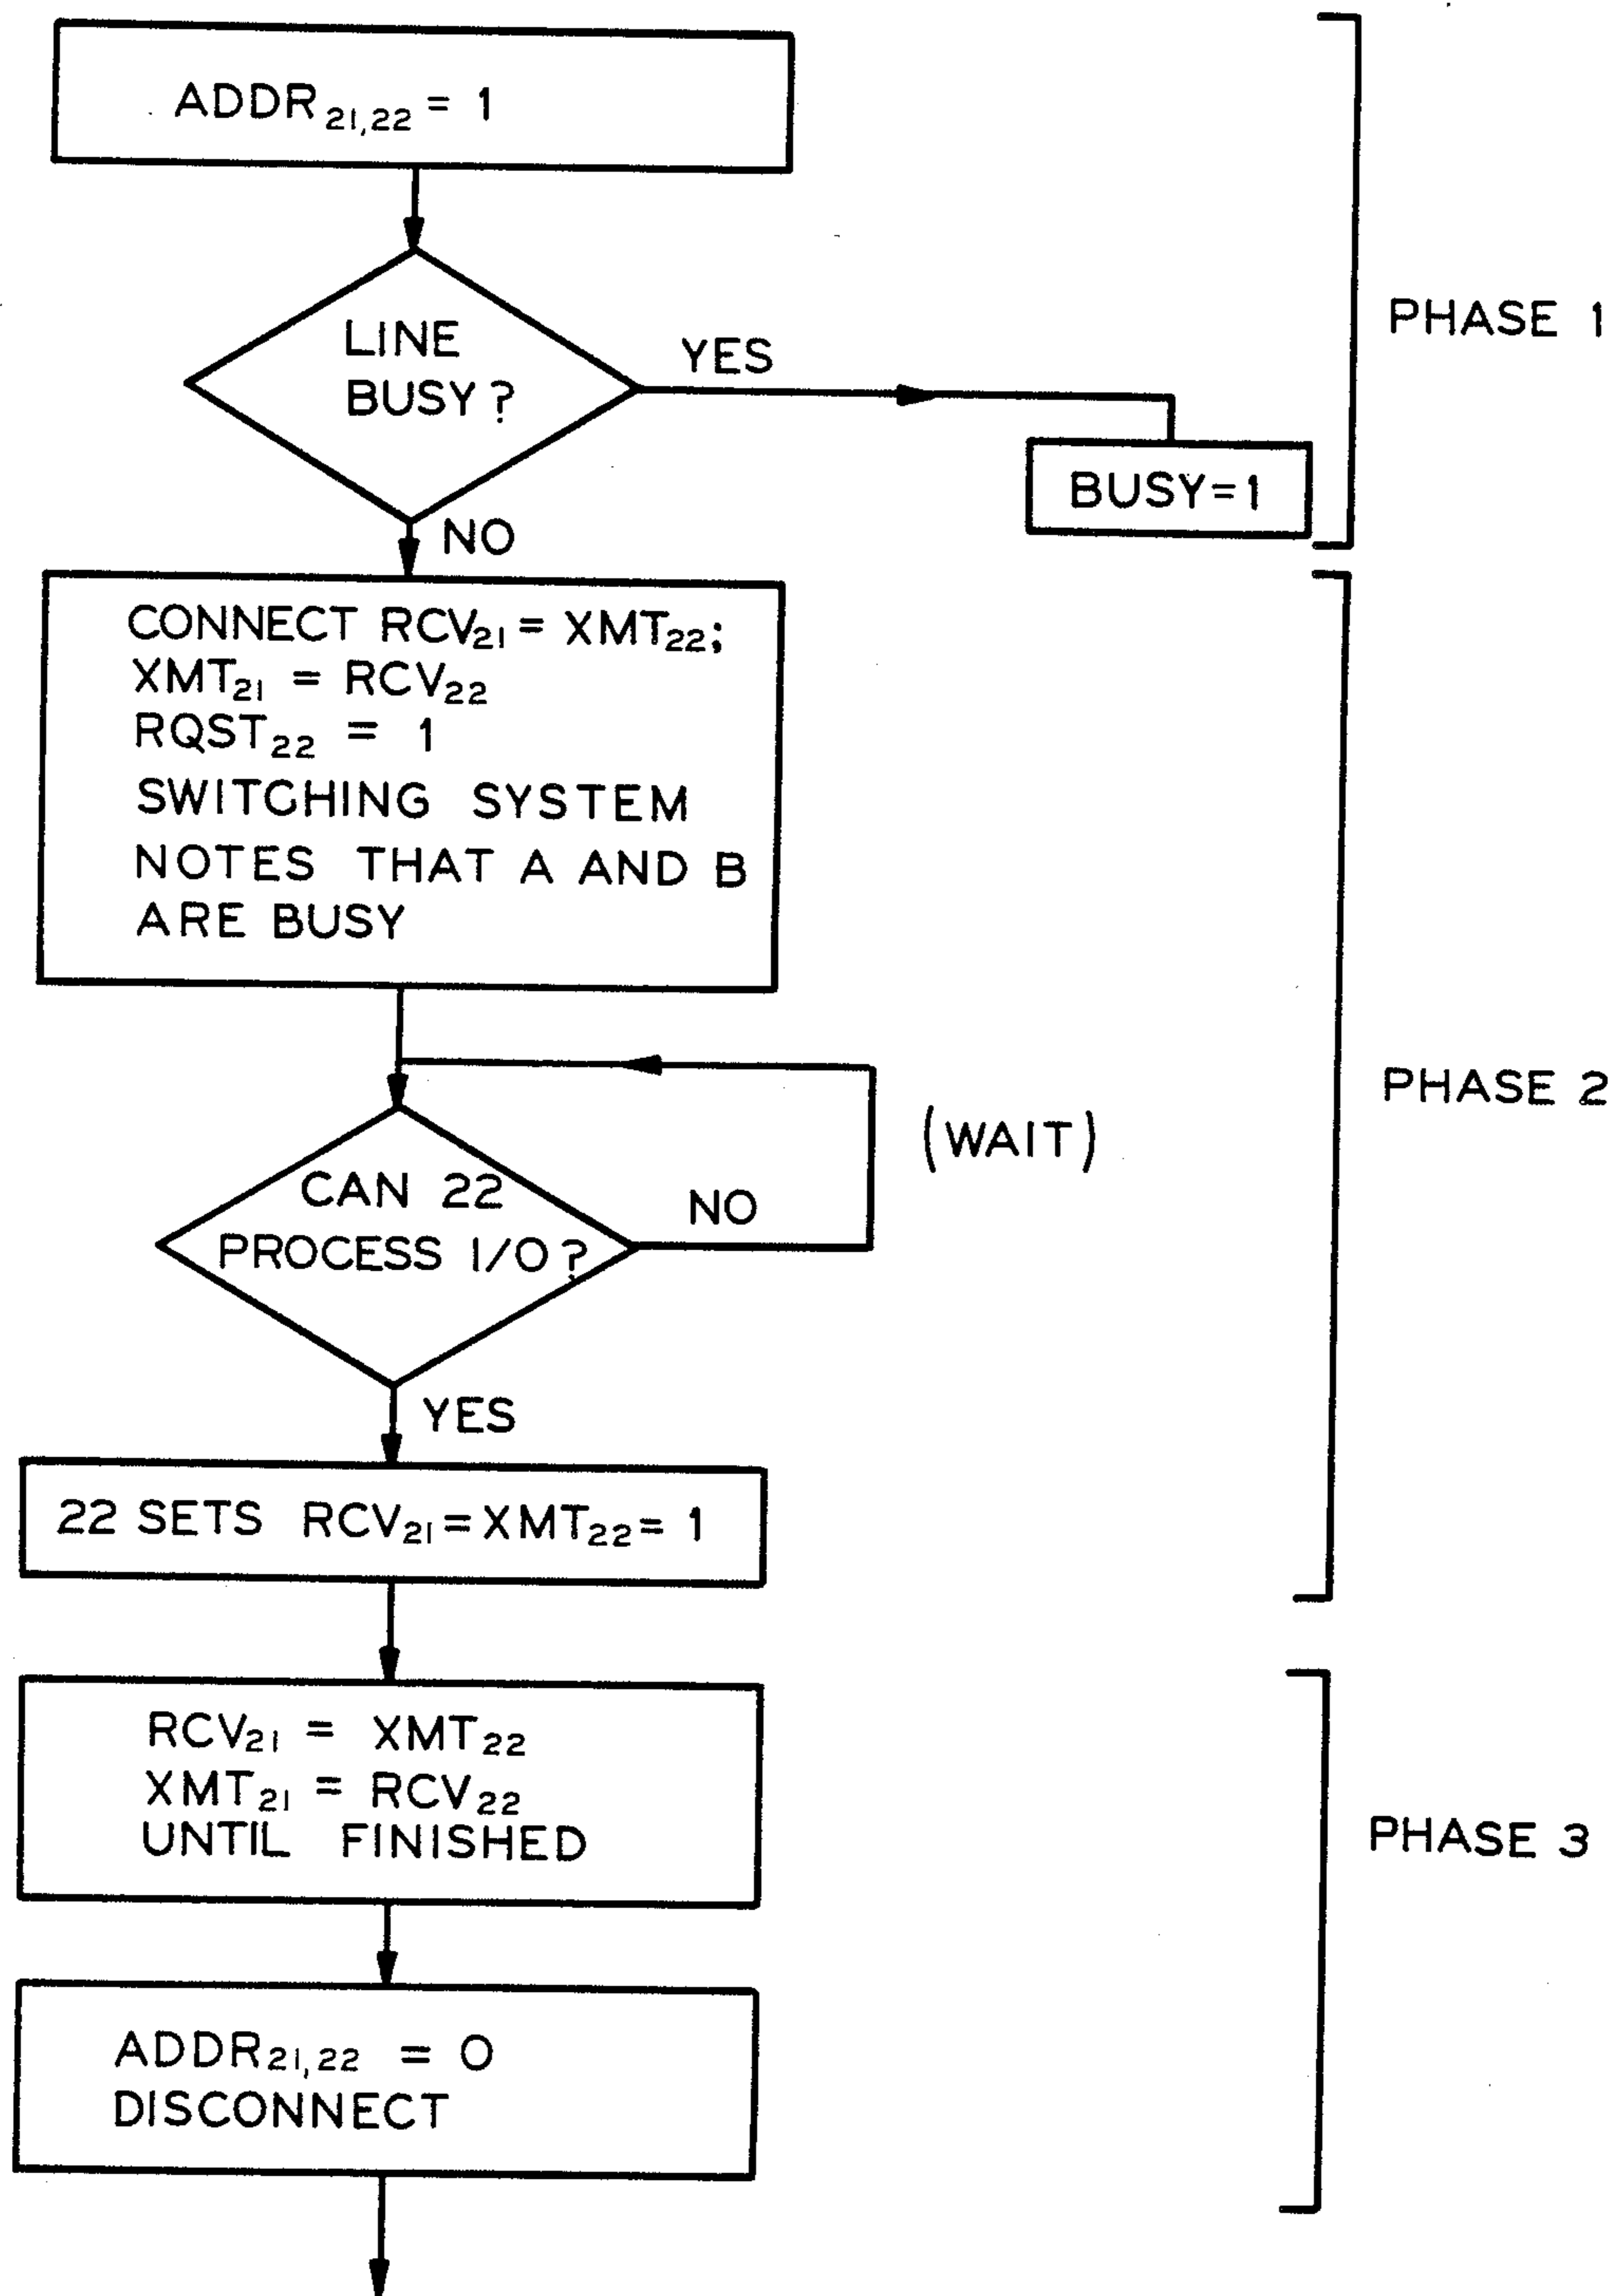 ADDR21,22 = 1
LINE
BUSY?
YES
BUSY=1
NO
PHASE 1
CONNECT RCV21 = XMT22;
XMT21 = RCV22
RQST22 = 1
SWITCHING SYSTEM
NOTES THAT A AND B
ARE BUSY
(WAIT)
CAN 22
PROCESS I/O?
NO
YES
22 SETS RCV21=XMT22= 1
PHASE 2
RCV21 = XMT22
XMT21 = RCV22
UNTIL FINISHED
ADDR21,22 = 0
DISCONNECT
PHASE 3